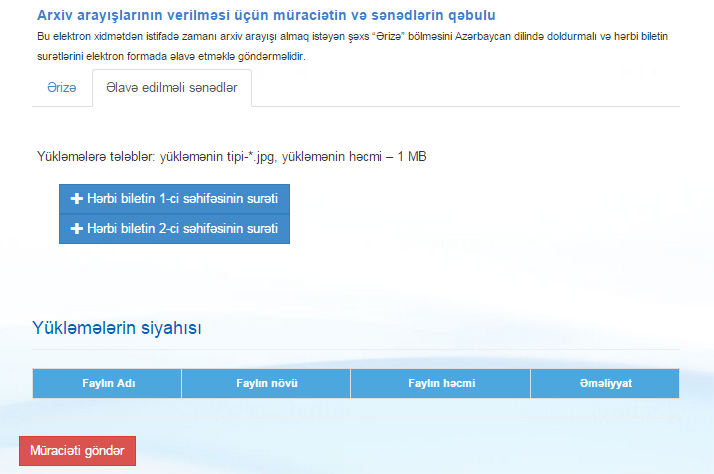 Arxiv arayışlarının verilməsi üçün müraciətin və sənədlərin qəbulu
Bu elektron xidmətdən istifadə zamanı arxiv arayışı almaq istəyən şəxs “Ərizə” bölməsini Azərbaycan dilində doldurmalı və hərbi biletin
surətlərini elektron formada əlavə etməklə göndərməlidir.
Ərizə Əlavə edilməli sənədlər
Yükləmələrə tələblər: yükləmənin tipi-*.jpg, yükləmənin həcmi – 1 MB
Hərbi biletin 1-ci səhifəsinin surəti
Hərbi biletin 2-ci səhifəsinin surəti
Yükləmələrin siyahısı
Faylın Adı Faylın növü Faylın həcmi Əməliyyat
Müraciəti göndər